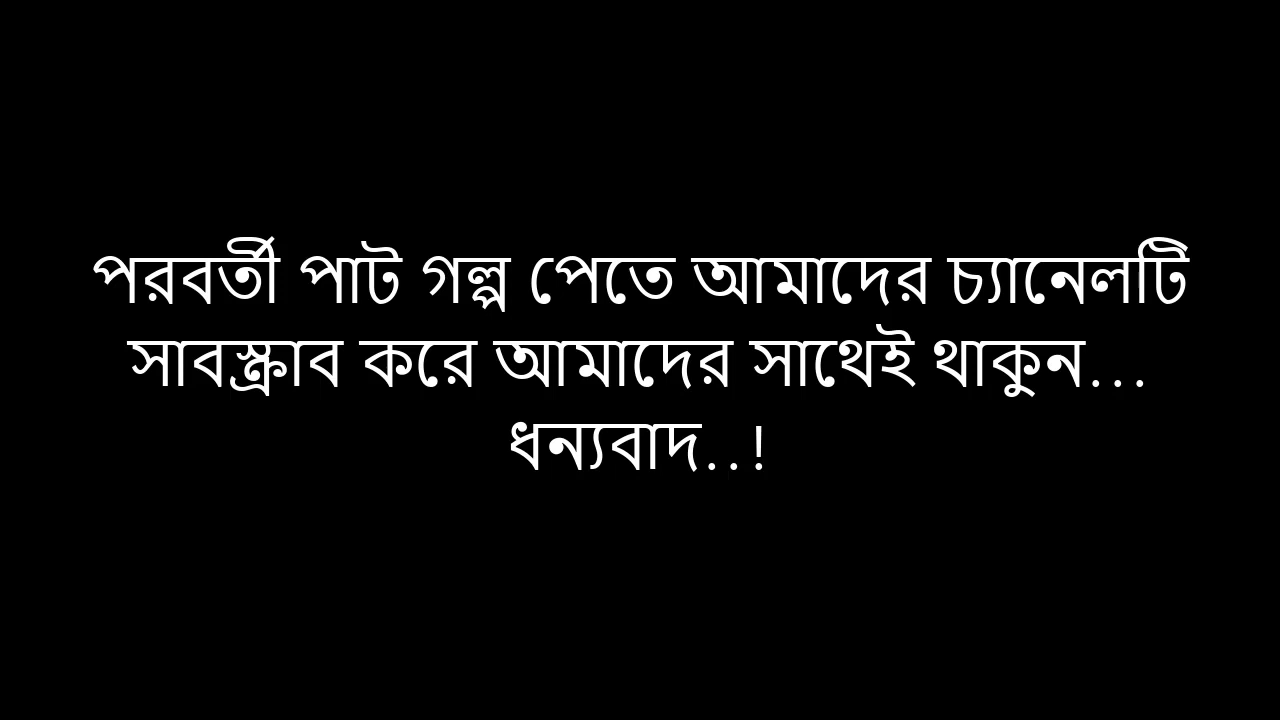 পরবর্তী পাট গল্প পেতে আমাদের চ্যানেলটি
সাবস্ক্রাব করে আমাদের সাথেই থাকুন...
ধন্যবাদ..!